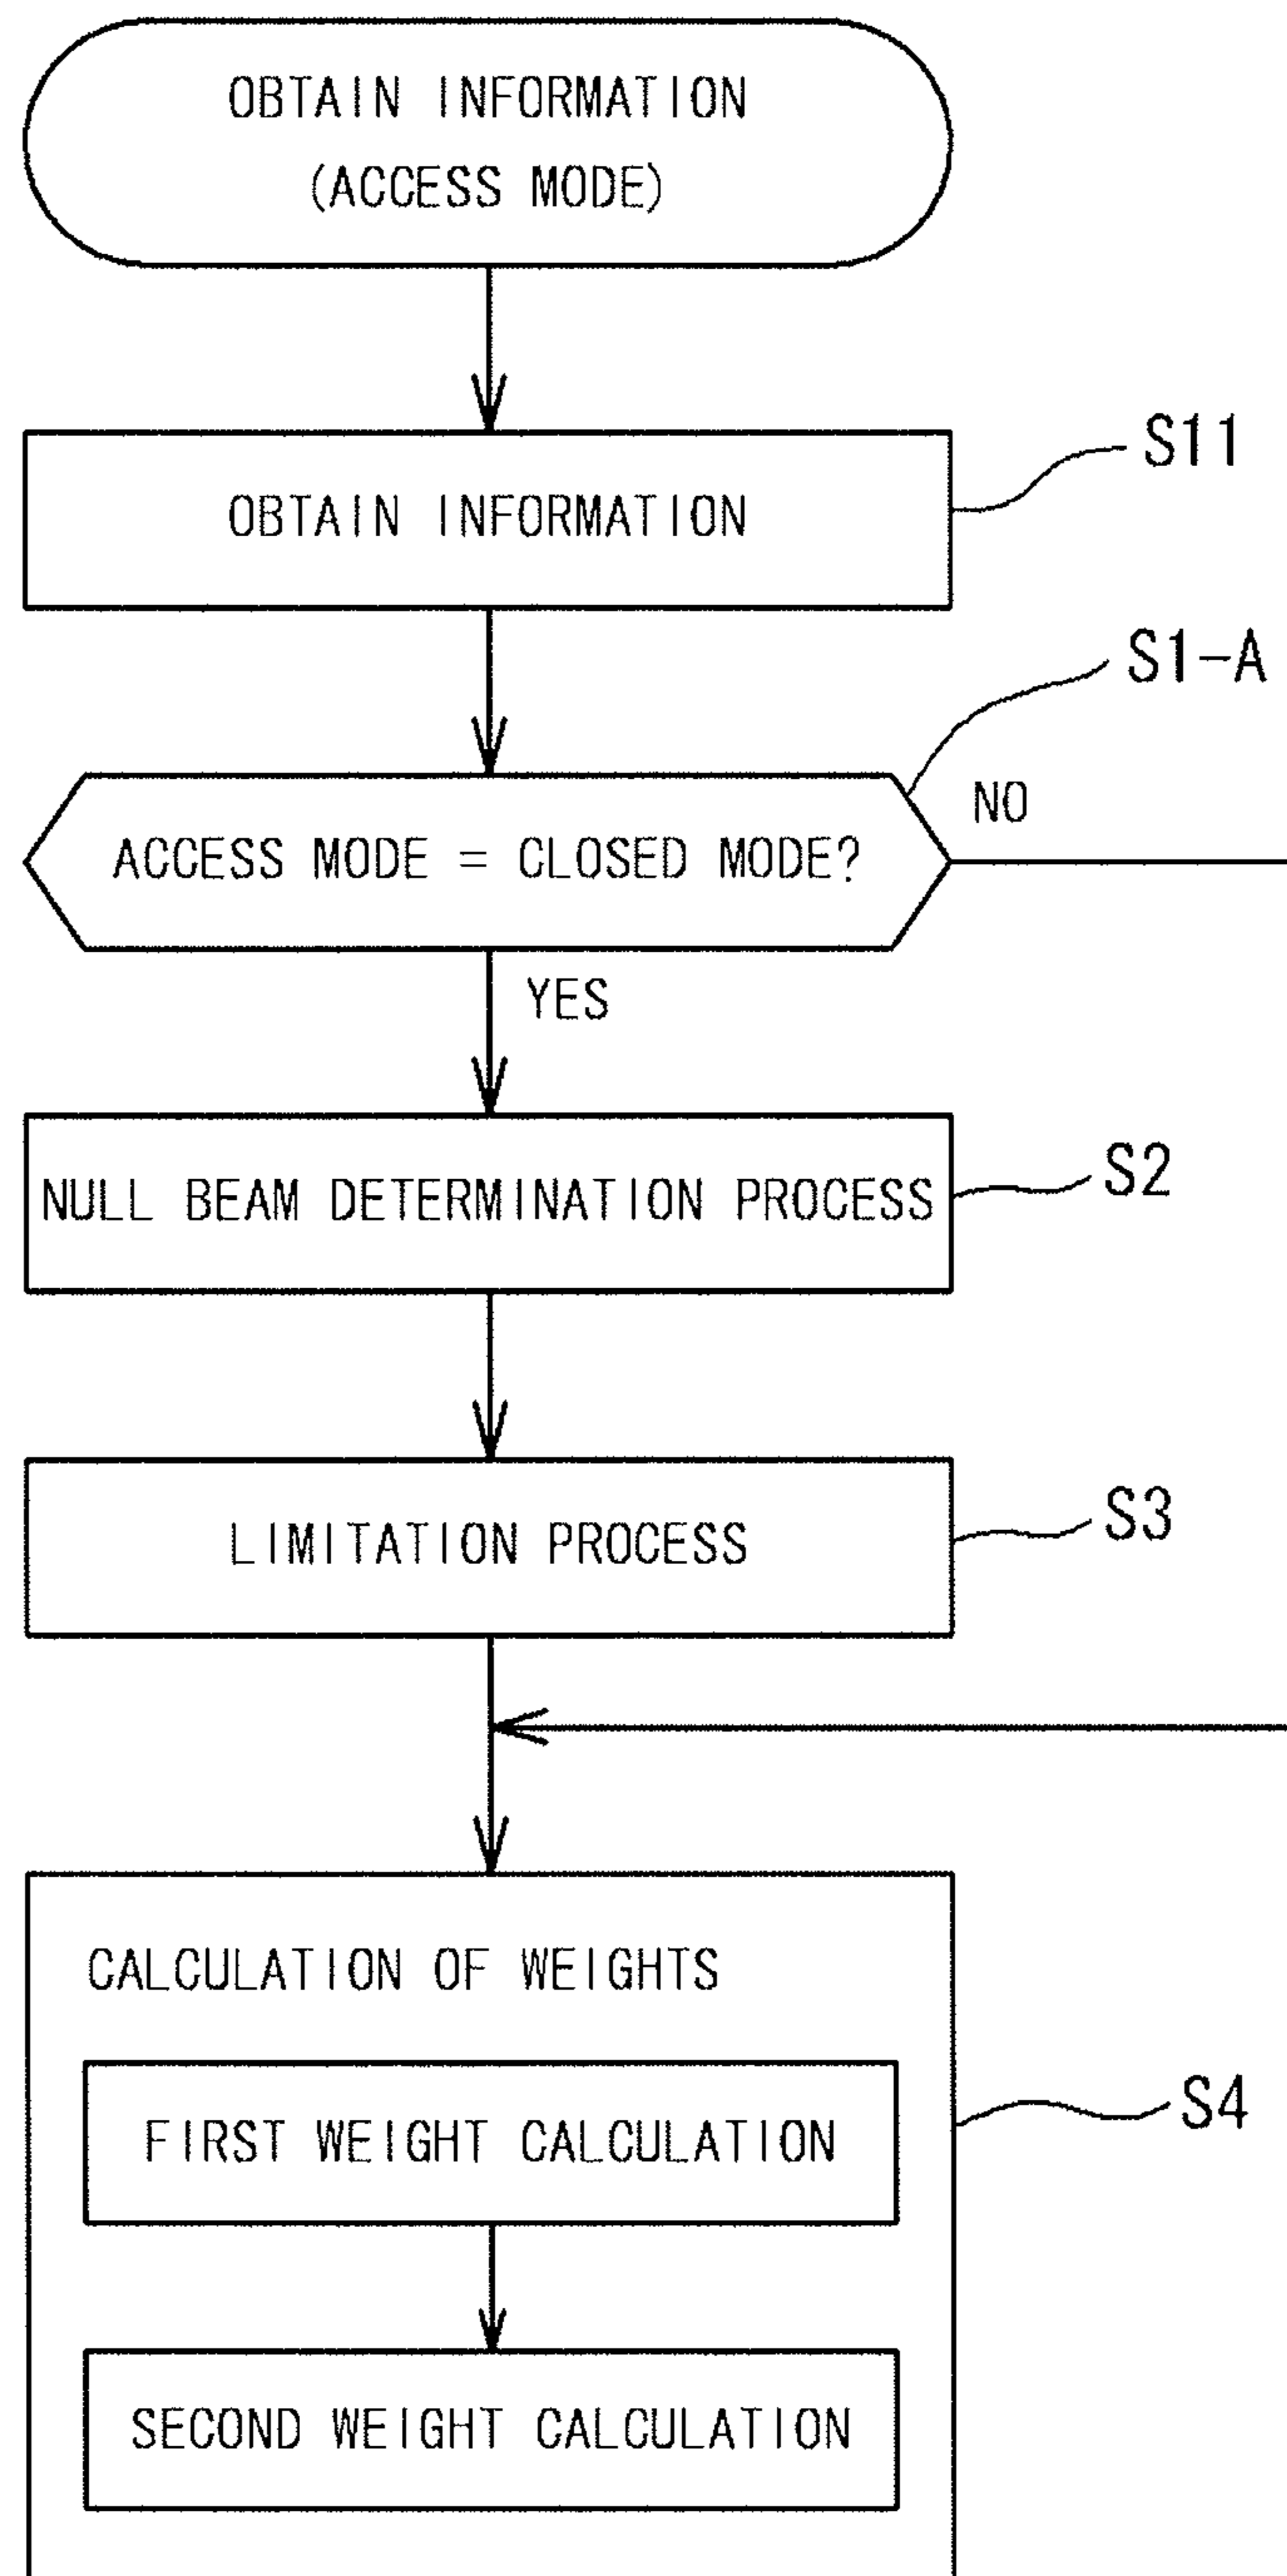 OBTAIN INFORMATION
(ACCESS MODE)
S11
OBTAIN INFORMATION
S1-A
NO
ACCESS MODE = CLOSED MODE?
YES
S2
NULL BEAM DETERMINATION PROCESS
S3
LIMITATION PROCESS
CALCULATION OF WEIGHTS
S4
FIRST WEIGHT CALCULATION
SECOND WEIGHT CALCULATION